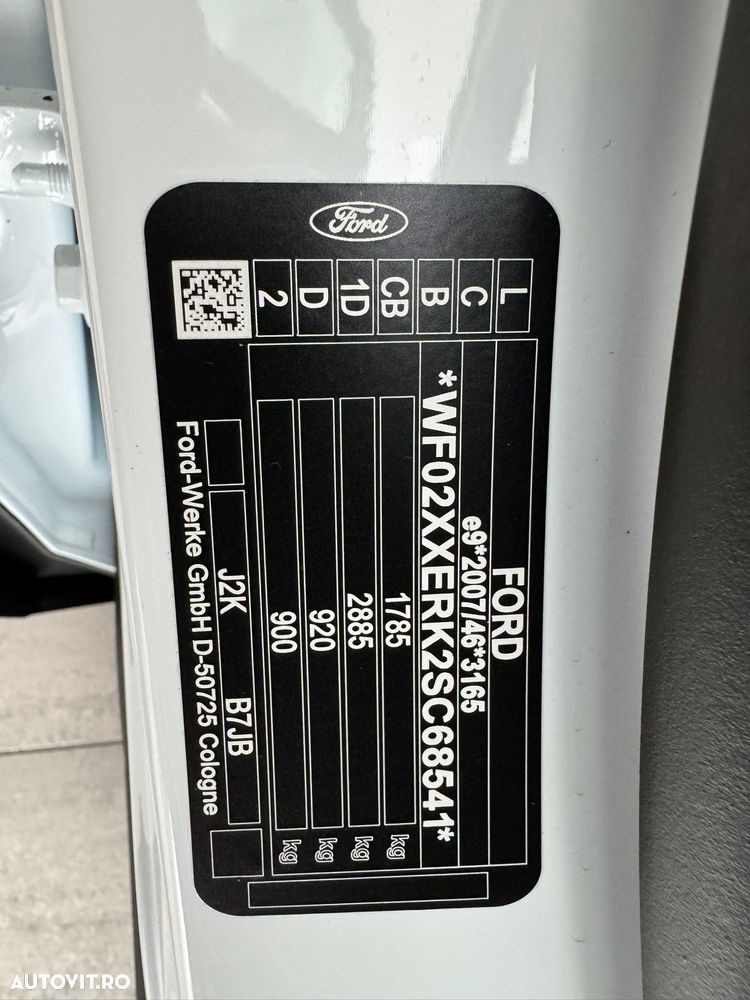 Ford
L
C
B
CB
1D
D
2
FORD
e9*2007/46*3165
*WF02XXERK2SC68541*
1785 kg
2885 kg
920 kg
900 kg
J2K B7JB
Ford-Werke GmbH D-50725 Cologne
AUTOVIT.RO